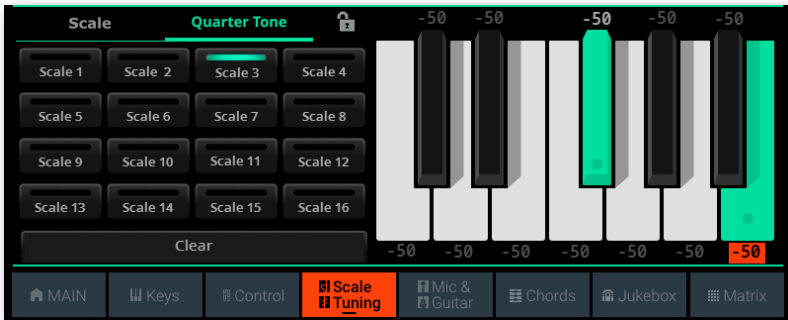 Scale Quarter Tone
-50 -50 -50 -50 -50
Scale 1 Scale 2 Scale 3 Scale 4
Scale 5 Scale 6 Scale 7 Scale 8
Scale 9 Scale 10 Scale 11 Scale 12
Scale 13 Scale 14 Scale 15 Scale 16
Clear
-50 -50 -50 -50 -50 -50 -50
MAIN Keys Control Scale Tuning Mic & Guitar Chords Jukebox Matrix